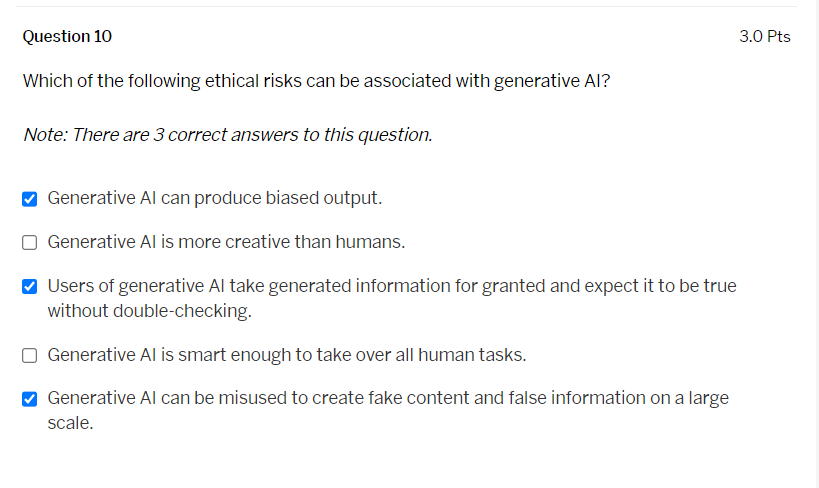 Question 10
3.0 Pts
Which of the following ethical risks can be associated with generative AI?
Note: There are 3 correct answers to this question.
Generative AI can produce biased output.
Generative AI is more creative than humans.
Users of generative AI take generated information for granted and expect it to be true
without double-checking.
Generative AI is smart enough to take over all human tasks.
Generative AI can be misused to create fake content and false information on a large
scale.